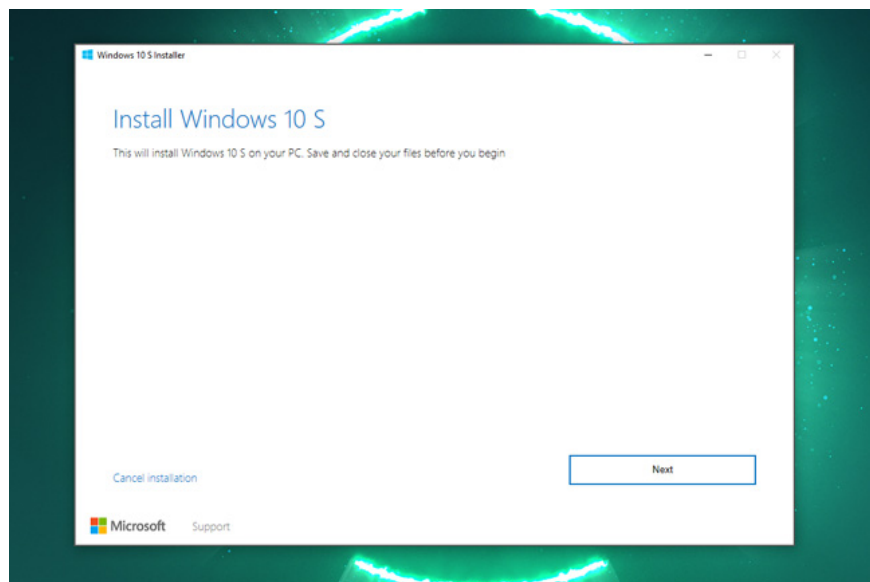 Windows 10 S Installer
Install Windows 10 S
This will install Windows 10 S on your PC. Save and close your files before you begin
Next
Cancel installation
Microsoft Support